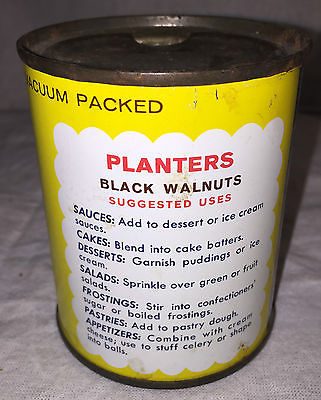 VACUUM PACKED
PLANTERS
BLACK WALNUTS
SUGGESTED USES
SAUCES: Add to dessert or ice cream
sauces.
CAKES: Blend into cake batters.
DESSERTS: Garnish puddings or ice
cream.
SALADS: Sprinkle over green or fruit
salads.
FROSTINGS: Stir into confectioners'
sugar or boiled frostings.
PASTRIES: Add to pastry dough.
APPETIZERS: Combine with cream
cheese; use to stuff celery or shape
into balls.